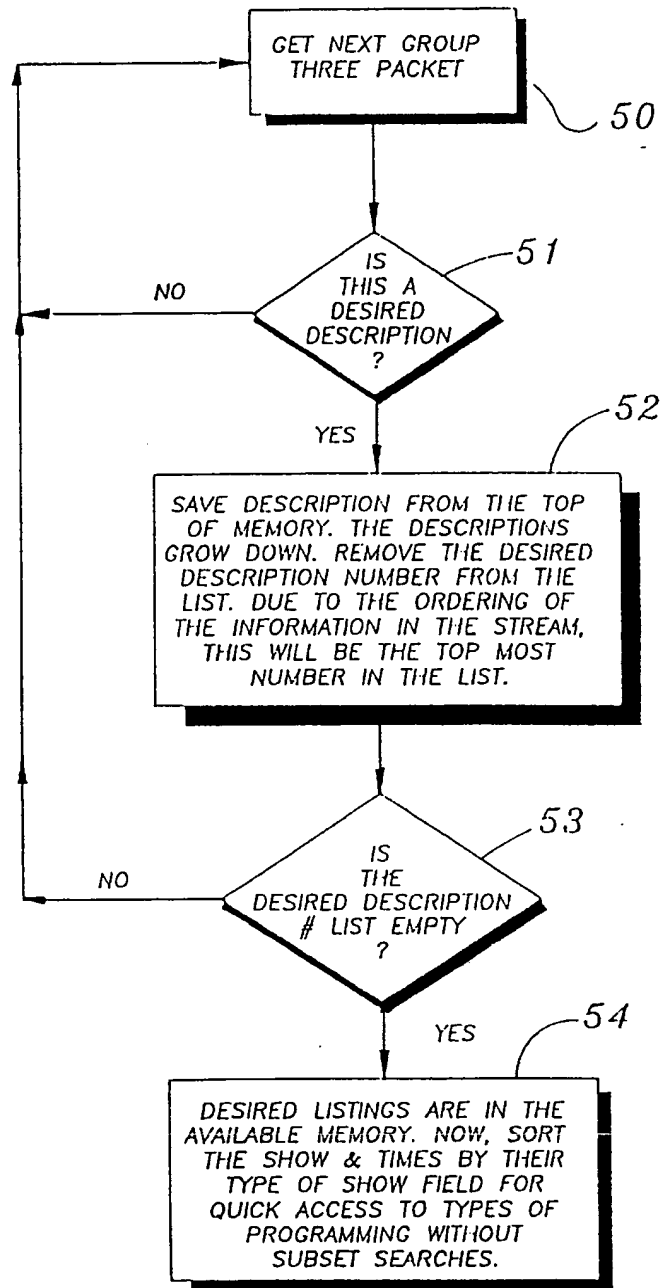 GET NEXT GROUP
THREE PACKET
50
IS
THIS A
DESIRED
DESCRIPTION
?
51
NO
YES
52
SAVE DESCRIPTION FROM THE TOP
OF MEMORY. THE DESCRIPTIONS
GROW DOWN. REMOVE THE DESIRED
DESCRIPTION NUMBER FROM THE
LIST. DUE TO THE ORDERING OF
THE INFORMATION IN THE STREAM,
THIS WILL BE THE TOP MOST
NUMBER IN THE LIST.
53
IS
THE
DESIRED DESCRIPTION
# LIST EMPTY
?
NO
YES
54
DESIRED LISTINGS ARE IN THE
AVAILABLE MEMORY. NOW, SORT
THE SHOW & TIMES BY THEIR
TYPE OF SHOW FIELD FOR
QUICK ACCESS TO TYPES OF
PROGRAMMING WITHOUT
SUBSET SEARCHES.